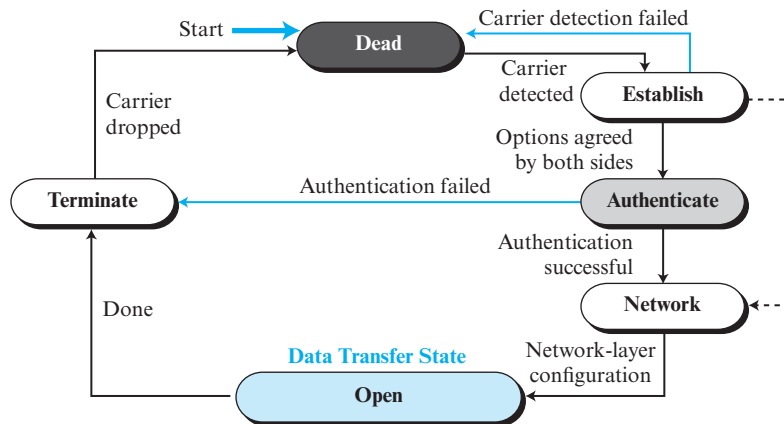 Carrier detection failed
Start
Dead
Carrier
detected
Establish
Carrier
dropped
Options agreed
by both sides
Authentication failed
Terminate
Authenticate
Authentication
successful
Network
Done
Data Transfer State
Network-layer
configuration
Open